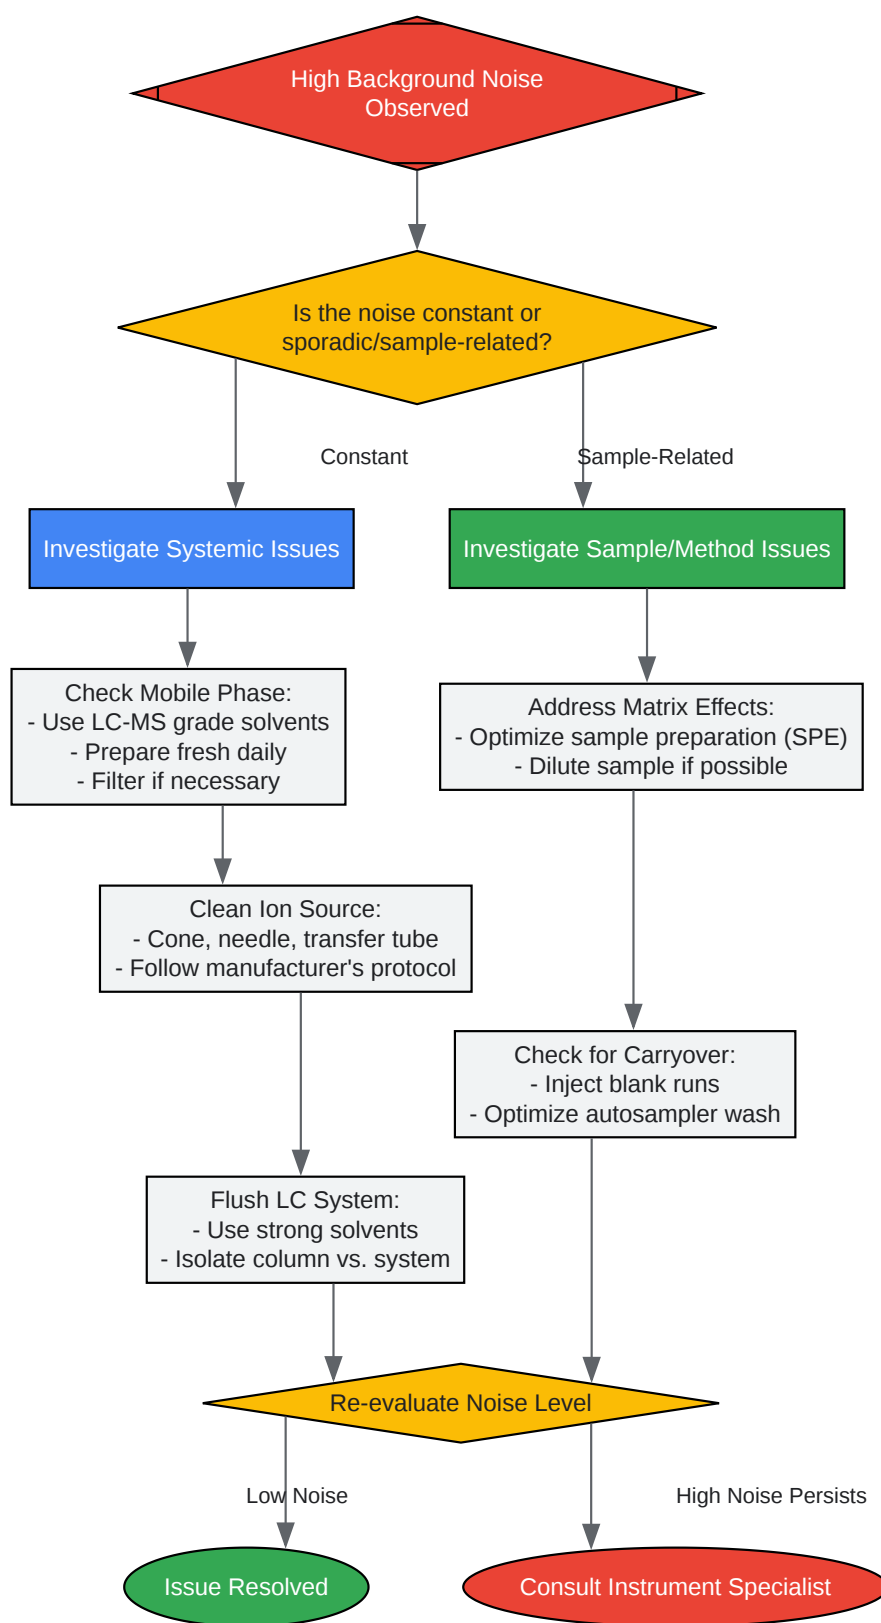 High Background Noise
Observed
Is the noise constant or
sporadic/sample-related?
Constant
Sample-Related
Investigate Systemic Issues
Investigate Sample/Method Issues
Check Mobile Phase:
- Use LC-MS grade solvents
- Prepare fresh daily
- Filter if necessary
Address Matrix Effects:
- Optimize sample preparation (SPE)
- Dilute sample if possible
Clean Ion Source:
- Cone, needle, transfer tube
- Follow manufacturer's protocol
Check for Carryover:
- Inject blank runs
- Optimize autosampler wash
Flush LC System:
- Use strong solvents
- Isolate column vs. system
Re-evaluate Noise Level
Low Noise
High Noise Persists
Issue Resolved
Consult Instrument Specialist